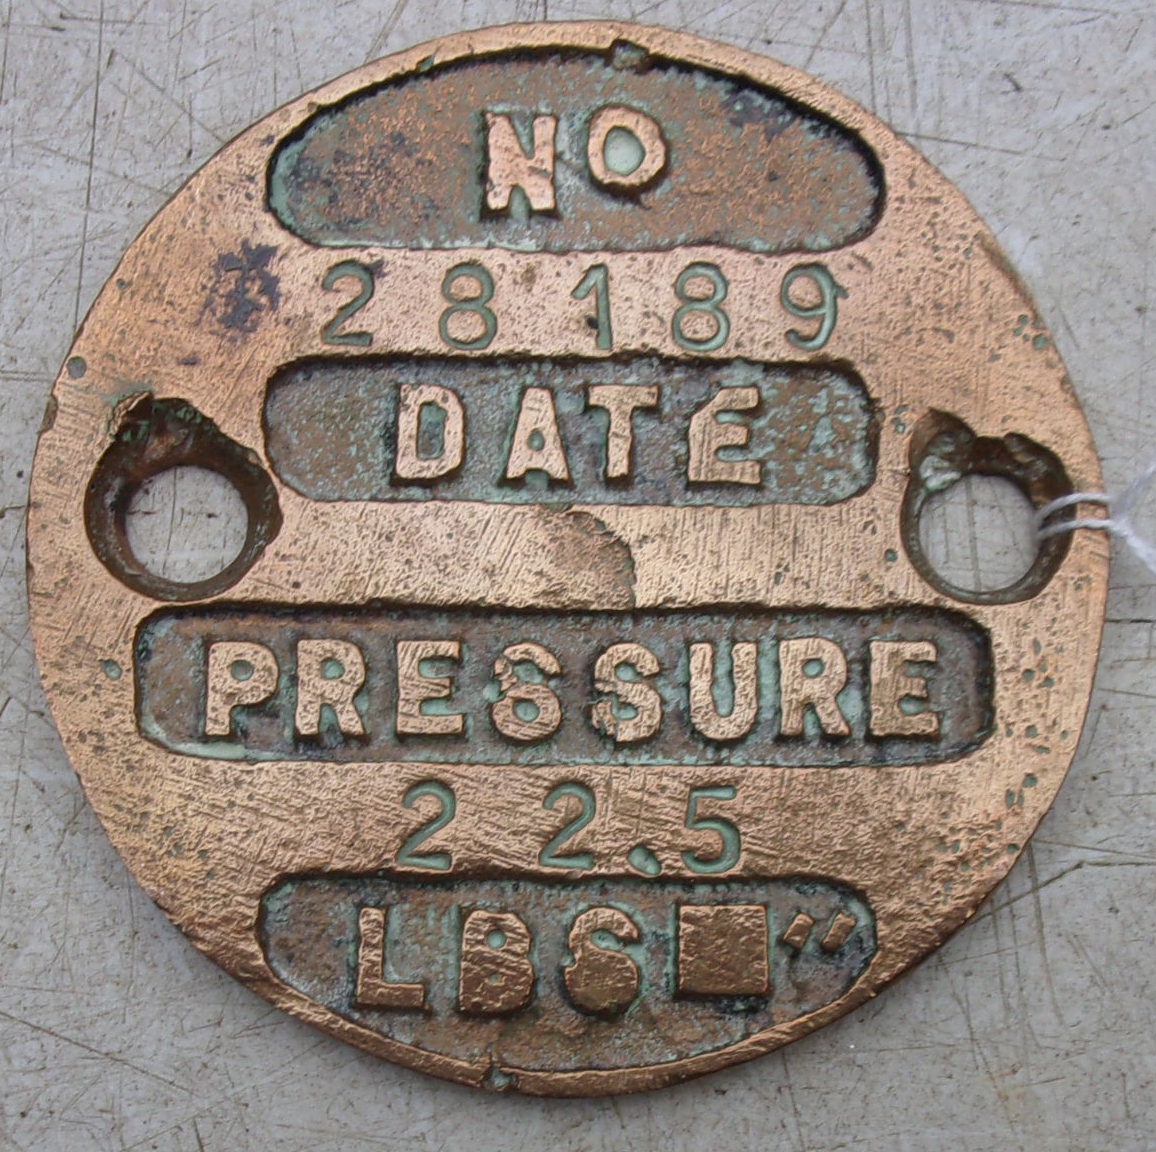 NO
28189
DATE
PRESSURE
22.5
LBS■"